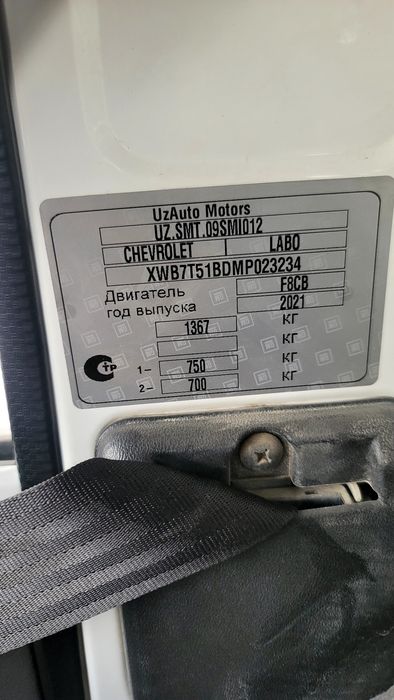 UzAuto Motors
UZ.SMT.09SMI012
CHEVROLET LABO
XWB7T51BDMP023234
Двигатель F8CB
год выпуска 2021
1367 КГ
КГ
1– 750 КГ
2– 700 КГ